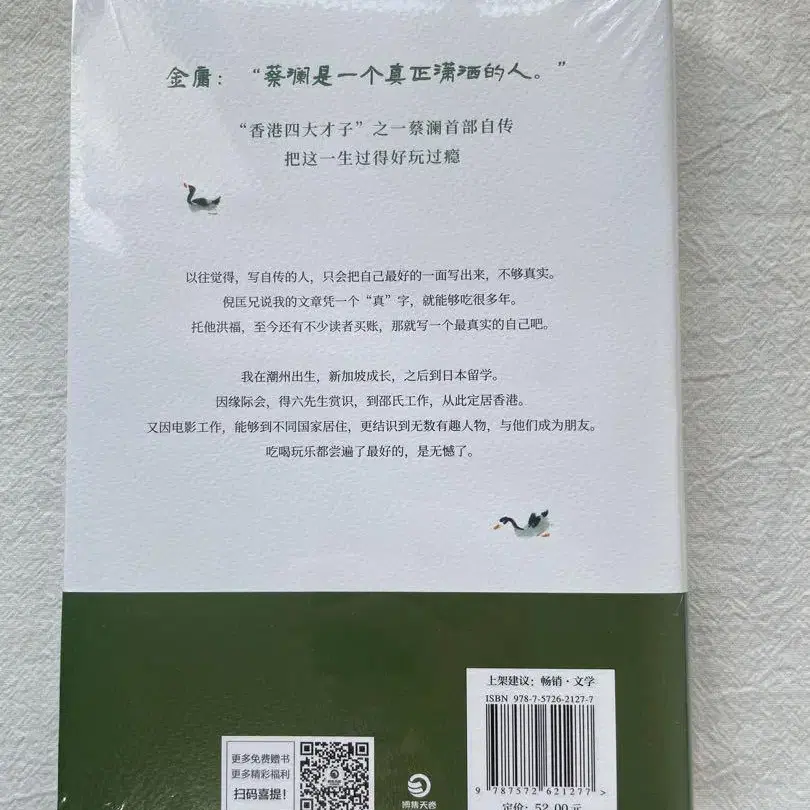 金庸：“蔡澜是一个真正潇洒的人。”
“香港四大才子”之一蔡澜首部自传
把这一生过得好玩过瘾
以往觉得，写自传的人，只会把自己最好的一面写出来，不够真实。
倪匡兄说我的文章凭一个“真”字，就能够吃很多年。
托他洪福，至今还有不少读者买账，那就写一个最真实的自己吧。
我在潮州出生，新加坡成长，之后到日本留学。
因缘际会，得六先生赏识，到邵氏工作，从此定居香港。
又因电影工作，能够到不同国家居住，更结识到无数有趣人物，与他们成为朋友。
吃喝玩乐都尝遍了最好的，是无憾了。
更多免费赠书
更多精彩福利
扫码喜提！
博集天卷
上架建议：畅销·文学
ISBN 978-7-5726-2127-7
9 787572 621277 >
定价：52.00 元